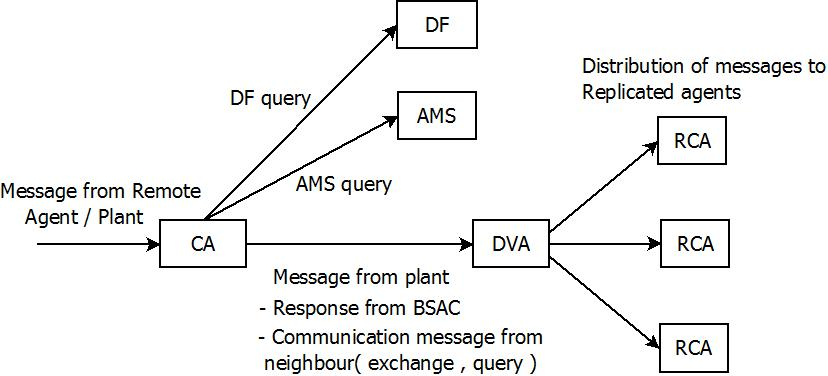 DF
Distribution of messages to
Replicated agents
DF query
AMS
RCA
AMS query
Message from Remote
Agent / Plant
CA
DVA
RCA
Message from plant
- Response from BSAC
- Communication message from
neighbour( exchange , query )
RCA